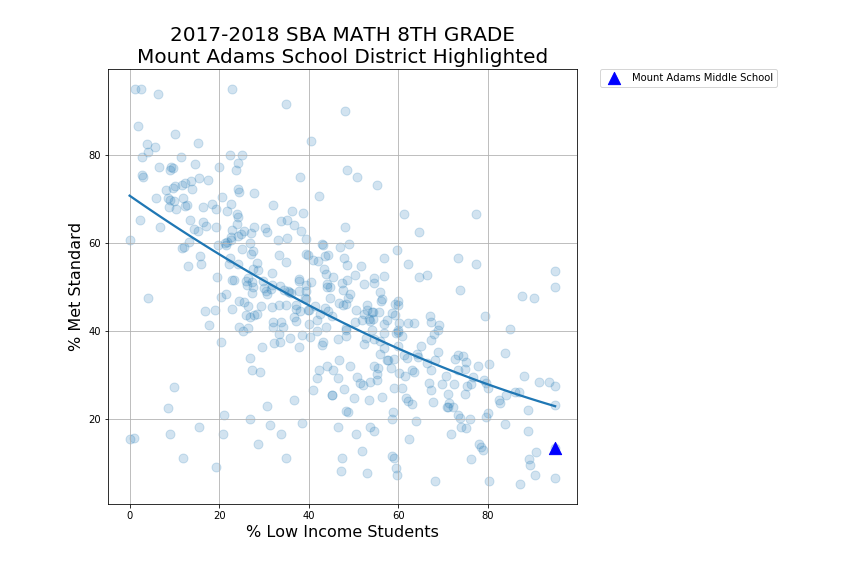 2017-2018 SBA MATH 8TH GRADE
Mount Adams School District Highlighted
Mount Adams Middle School
% Met Standard
80
60
40
20
0
20
40
60
80
% Low Income Students